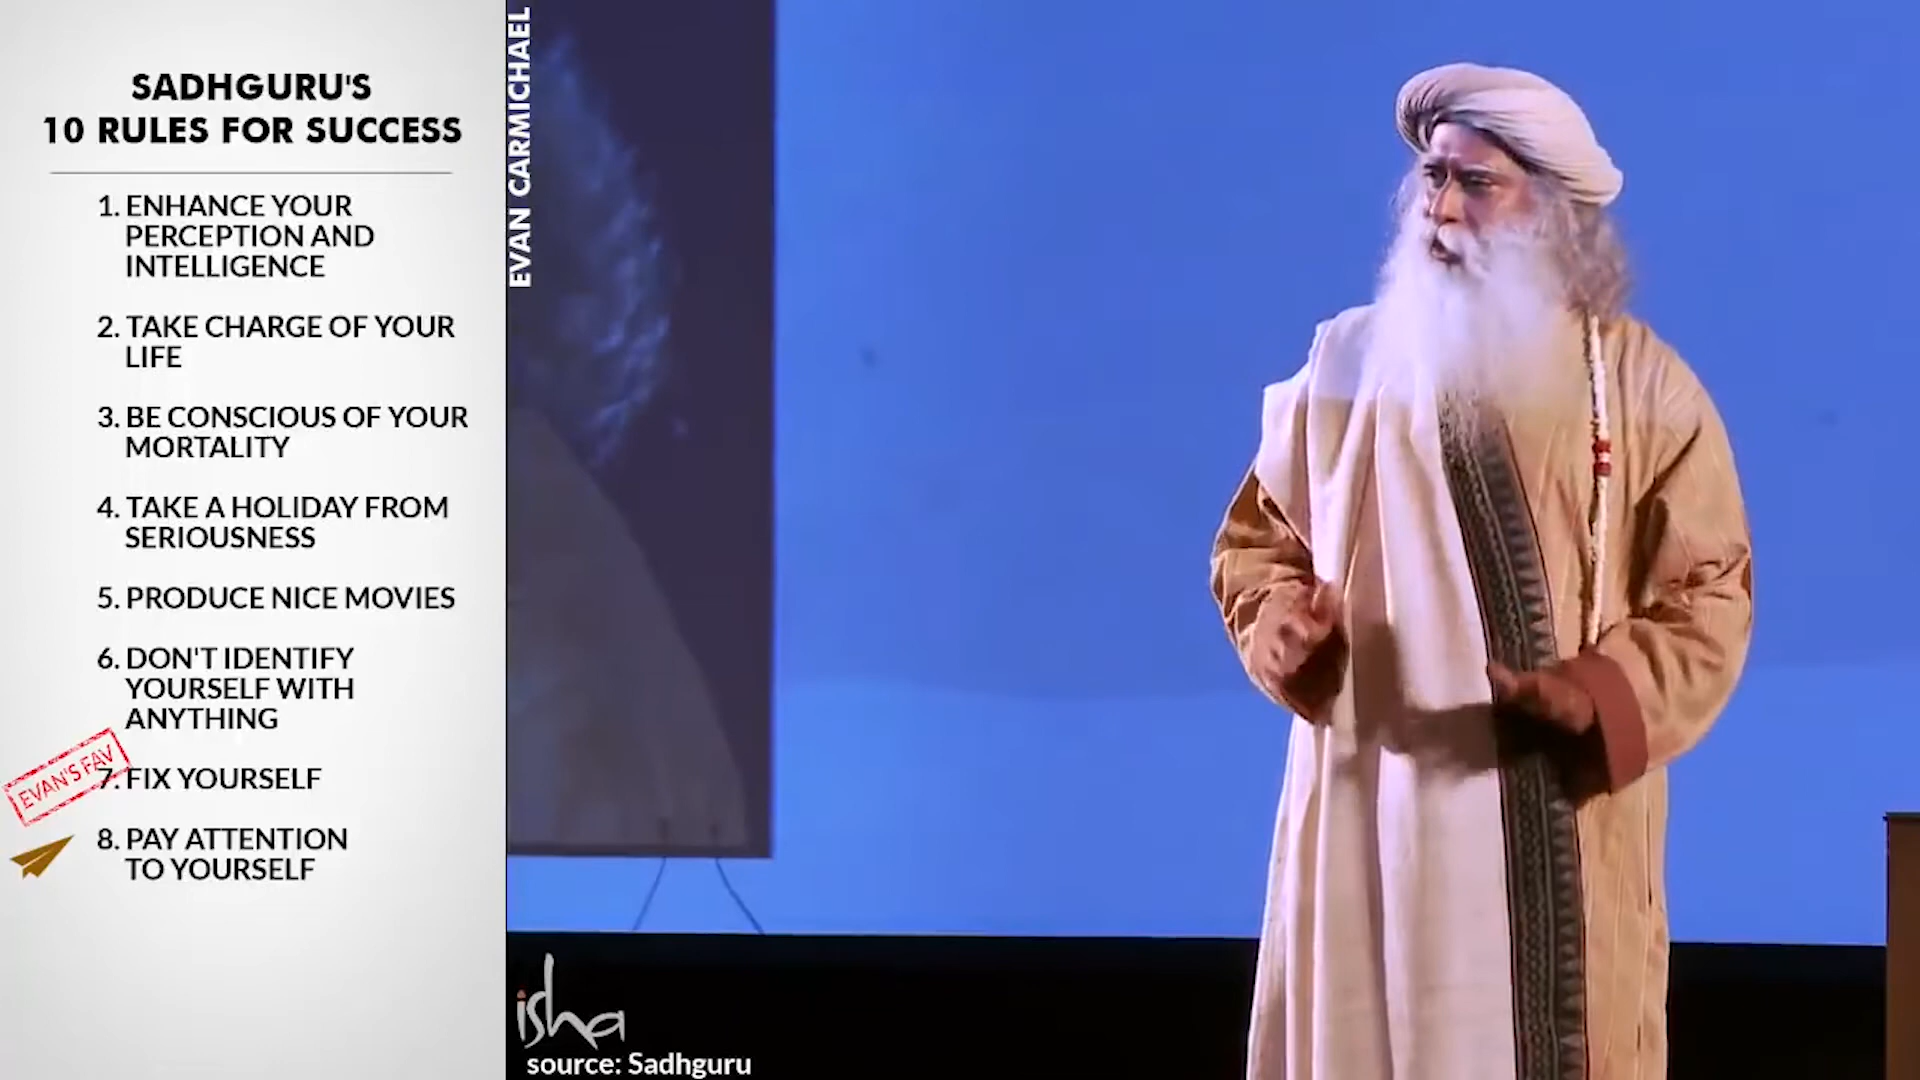 SADHGURU'S
10 RULES FOR SUCCESS
1. ENHANCE YOUR
PERCEPTION AND
INTELLIGENCE
2. TAKE CHARGE OF YOUR
LIFE
3. BE CONSCIOUS OF YOUR
MORTALITY
4. TAKE A HOLIDAY FROM
SERIOUSNESS
5. PRODUCE NICE MOVIES
6. DON'T IDENTIFY
YOURSELF WITH
ANYTHING
EVAN'S FAV
7. FIX YOURSELF
8. PAY ATTENTION
TO YOURSELF
EVAN CARMICHAEL
isha
source: Sadhguru